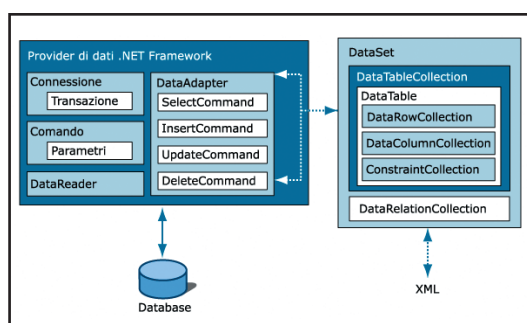 Provider di dati .NET Framework
Connessione
Transazione
Comando
Parametri
DataReader
DataAdapter
SelectCommand
InsertCommand
UpdateCommand
DeleteCommand
Database
DataSet
DataTableCollection
DataTable
DataRowCollection
DataColumnCollection
ConstraintCollection
DataRelationCollection
XML